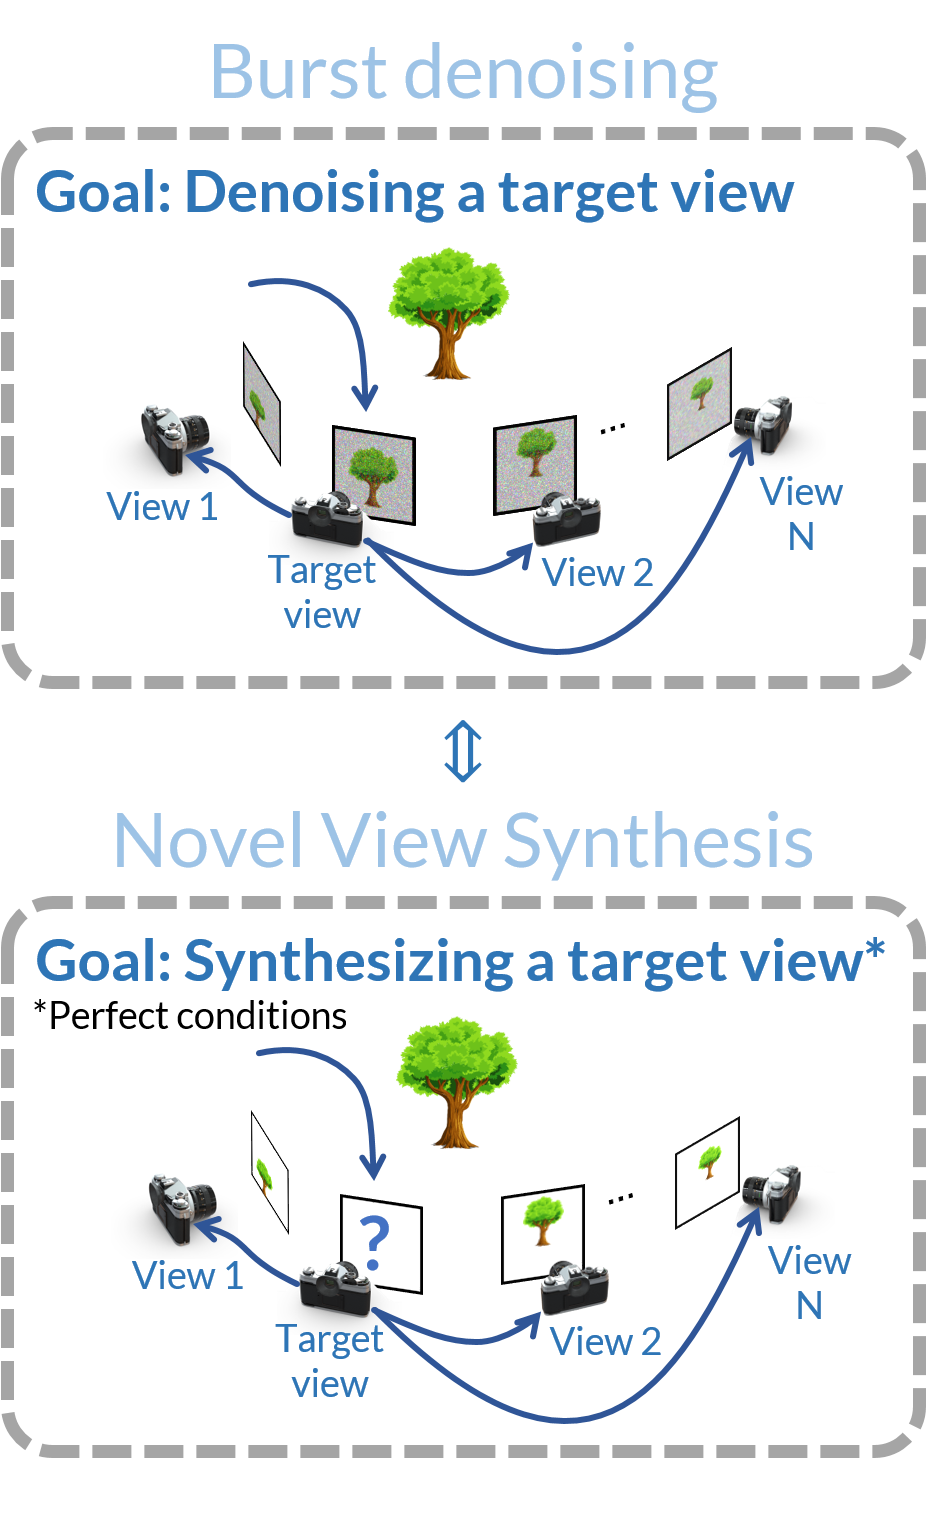 Burst denoising
Goal: Denoising a target view
...
View 1
Target
view
View 2
View
N
⇕
Novel View Synthesis
Goal: Synthesizing a target view*
*Perfect conditions
...
?
View 1
Target
view
View 2
View
N